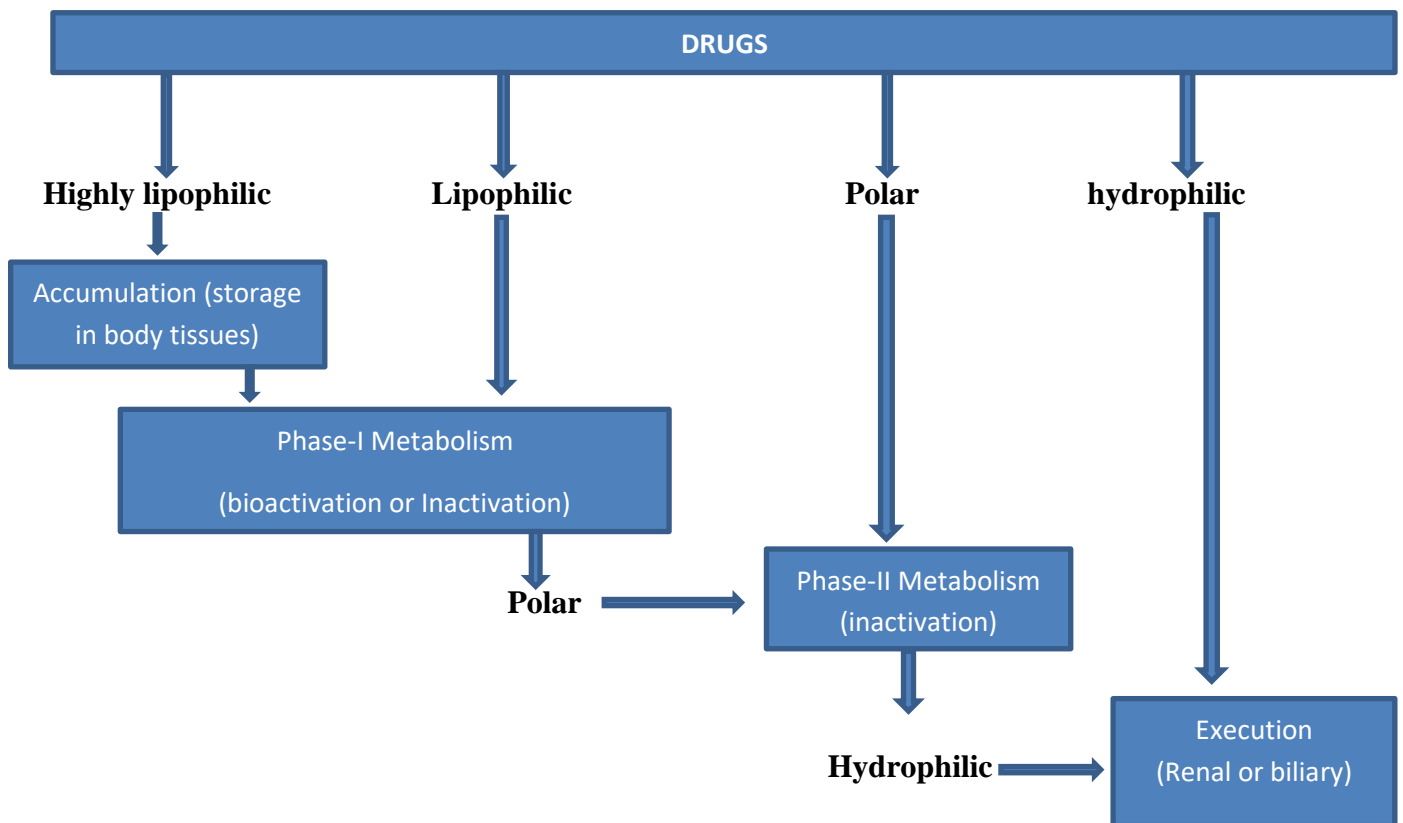 DRUGS
Highly lipophilic
Lipophilic
Polar
hydrophilic
Accumulation (storage
in body tissues)
Phase-I Metabolism
(bioactivation or Inactivation)
Polar
Phase-II Metabolism
(inactivation)
Hydrophilic
Execution
(Renal or biliary)